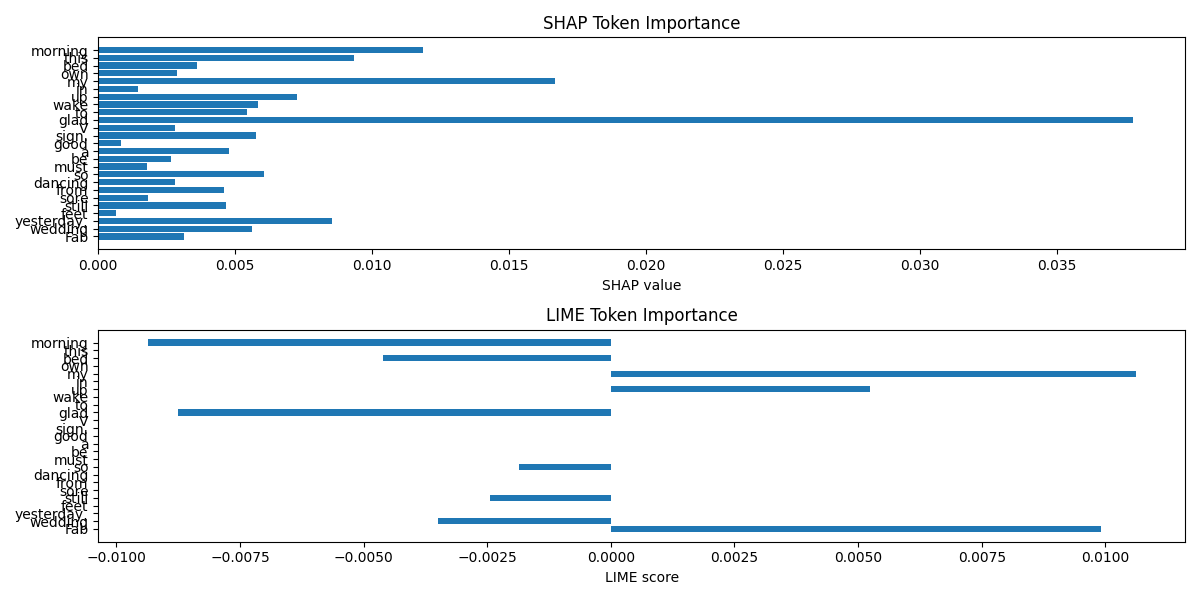 SHAP Token Importance
morning
this
bed
own
my
in
up
wake
to
glad
v
sign,
good
a
be
must
so
dancing
from
sore
still
feet
yesterday,
wedding
Fab
0.000 0.005 0.010 0.015 0.020 0.025 0.030 0.035
SHAP value
LIME Token Importance
morning
this
bed
own
my
in
up
wake
to
glad
v
sign,
good
a
be
must
so
dancing
from
sore
still
feet
yesterday,
wedding
Fab
−0.0100 −0.0075 −0.0050 −0.0025 0.0000 0.0025 0.0050 0.0075 0.0100
LIME score